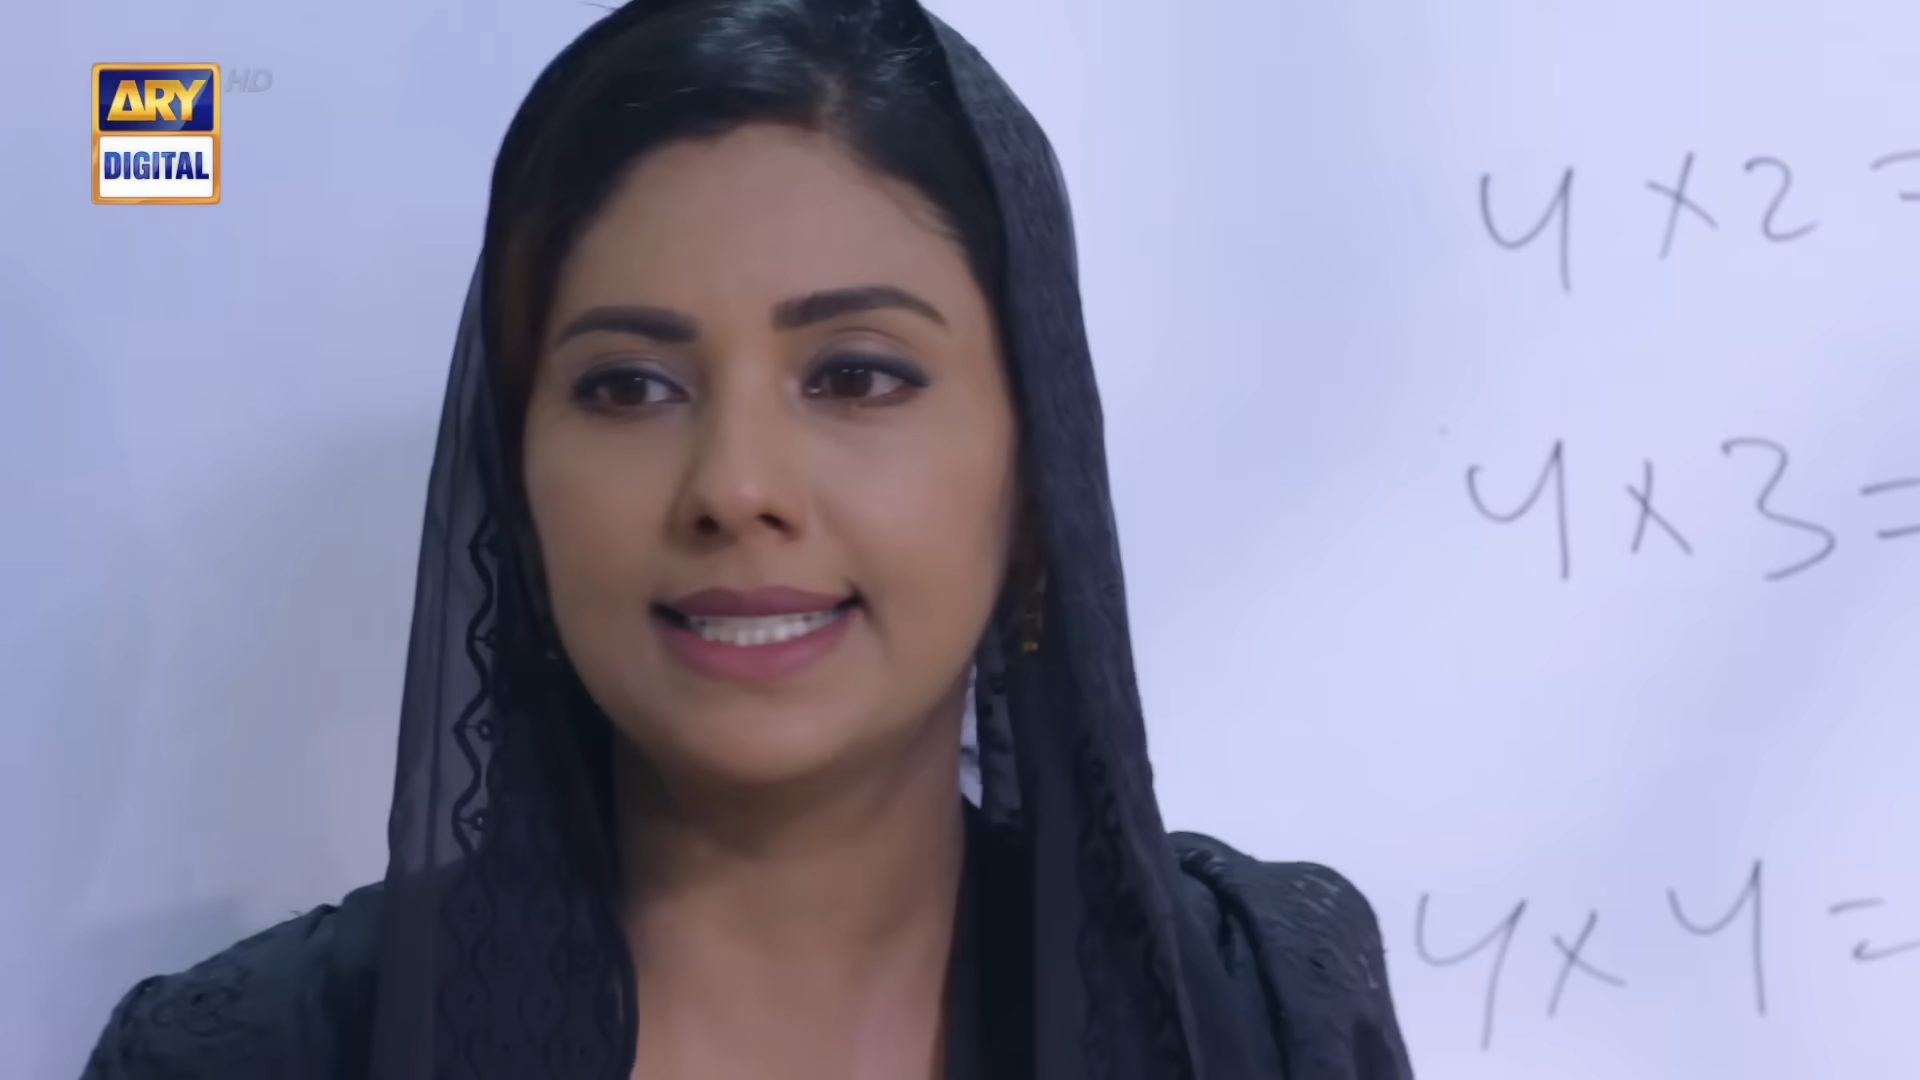 ARY HD
DIGITAL
4 x 2 =
4 x 3 =
4 x 4 =